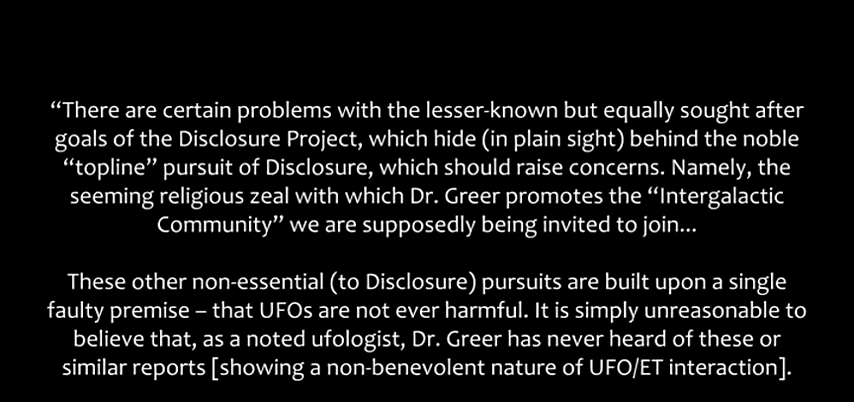 “There are certain problems with the lesser-known but equally sought after
goals of the Disclosure Project, which hide (in plain sight) behind the noble
“topline” pursuit of Disclosure, which should raise concerns. Namely, the
seeming religious zeal with which Dr. Greer promotes the “Intergalactic
Community” we are supposedly being invited to join...
These other non-essential (to Disclosure) pursuits are built upon a single
faulty premise – that UFOs are not ever harmful. It is simply unreasonable to
believe that, as a noted ufologist, Dr. Greer has never heard of these or
similar reports [showing a non-benevolent nature of UFO/ET interaction].